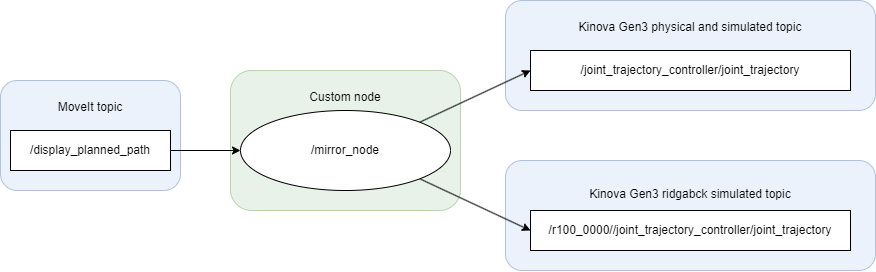 Kinova Gen3 physical and simulated topic
/joint_trajectory_controller/joint_trajectory
MoveIt topic
/display_planned_path
Custom node
/mirror_node
Kinova Gen3 ridgabck simulated topic
/r100_0000//joint_trajectory_controller/joint_trajectory